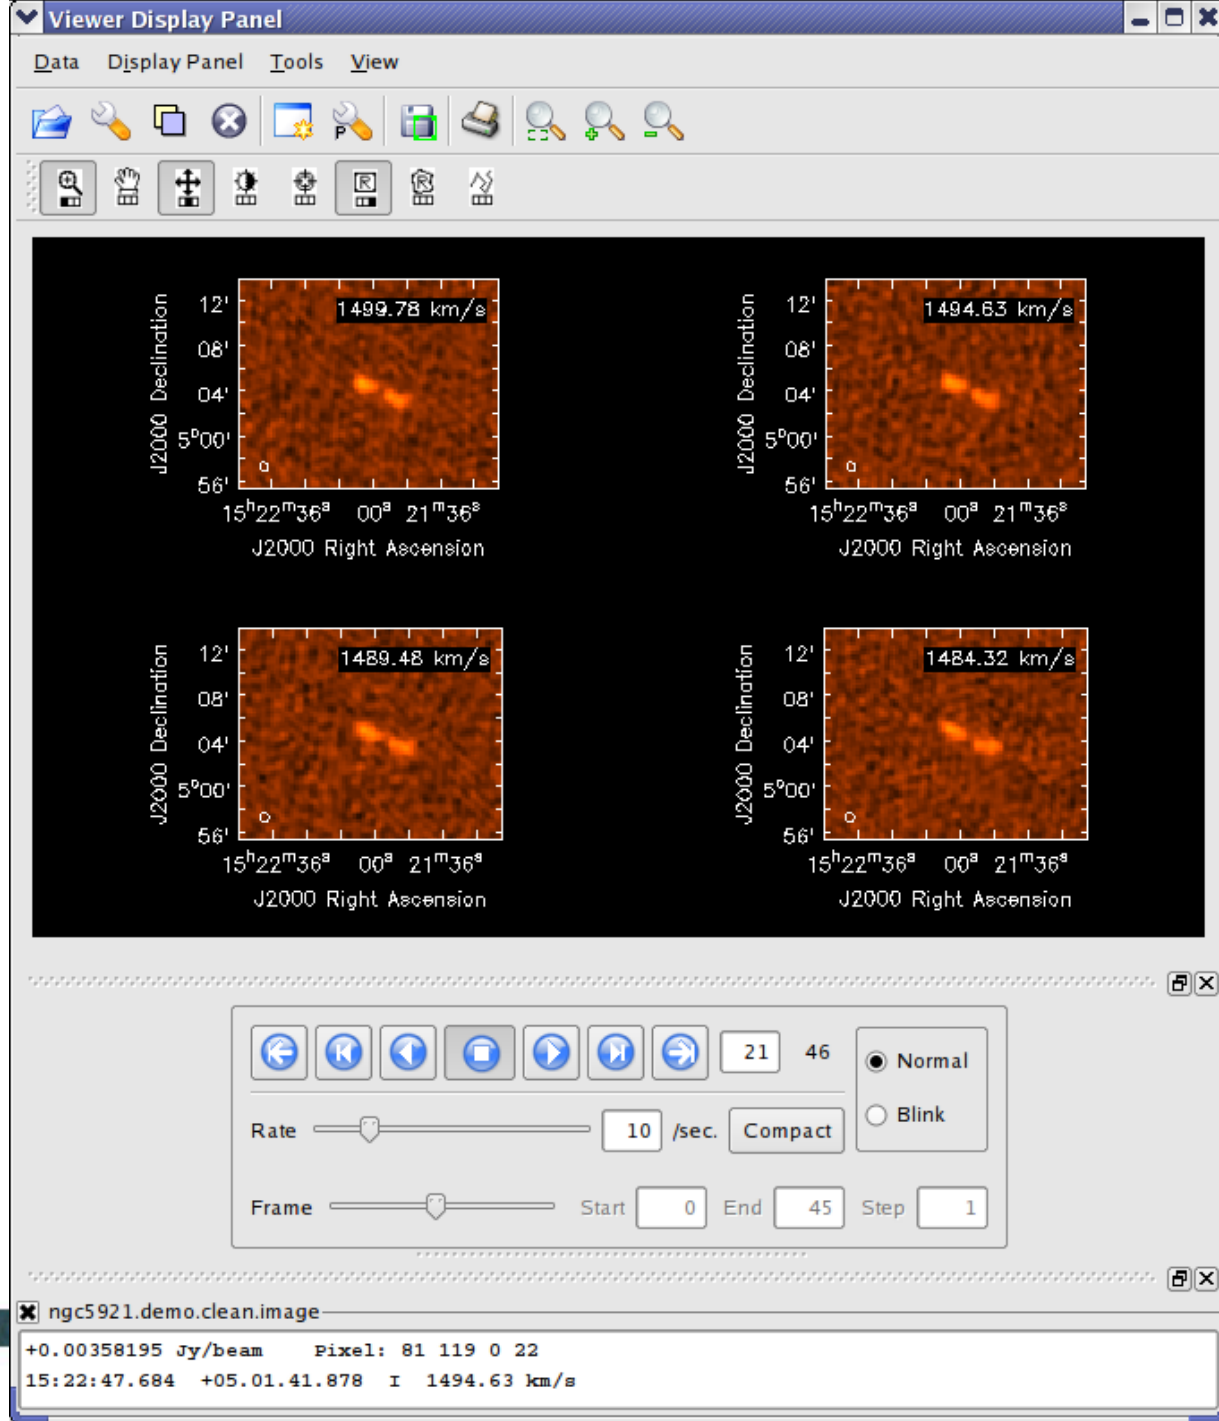 Viewer Display Panel
Data Display Panel Tools View
1499.78 km/s
12'
08'
04'
5°00'
56'
J2000 Declination
15ʰ22ᵐ36ˢ 00ˢ 21ᵐ36ˢ
J2000 Right Ascension
1494.63 km/s
12'
08'
04'
5°00'
56'
J2000 Declination
15ʰ22ᵐ36ˢ 00ˢ 21ᵐ36ˢ
J2000 Right Ascension
1489.48 km/s
12'
08'
04'
5°00'
56'
J2000 Declination
15ʰ22ᵐ36ˢ 00ˢ 21ᵐ36ˢ
J2000 Right Ascension
1484.32 km/s
12'
08'
04'
5°00'
56'
J2000 Declination
15ʰ22ᵐ36ˢ 00ˢ 21ᵐ36ˢ
J2000 Right Ascension
21 46
Normal
Blink
Rate 10 /sec. Compact
Frame Start 0 End 45 Step 1
ngc5921.demo.clean.image
+0.00358195 Jy/beam Pixel: 81 119 0 22
15:22:47.684 +05.01.41.878 I 1494.63 km/s